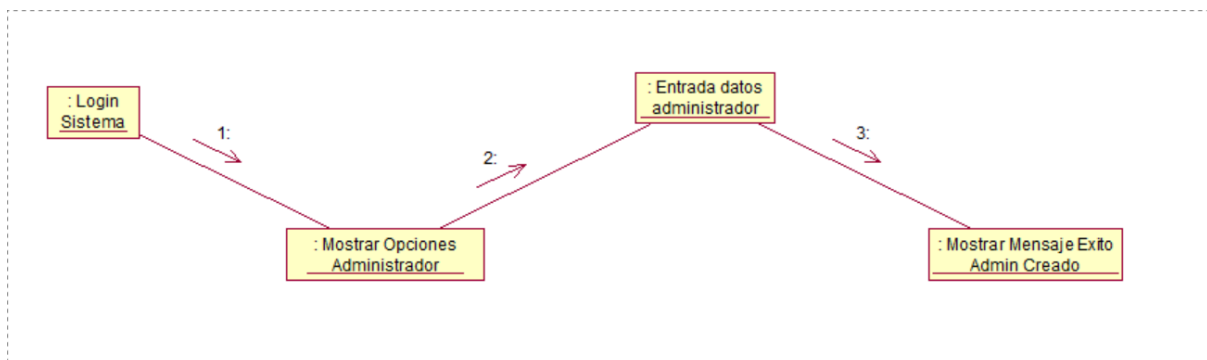 : Login
Sistema
1:
: Mostrar Opciones
Administrador
2:
: Entrada datos
administrador
3:
: Mostrar Mensaje Exito
Admin Creado